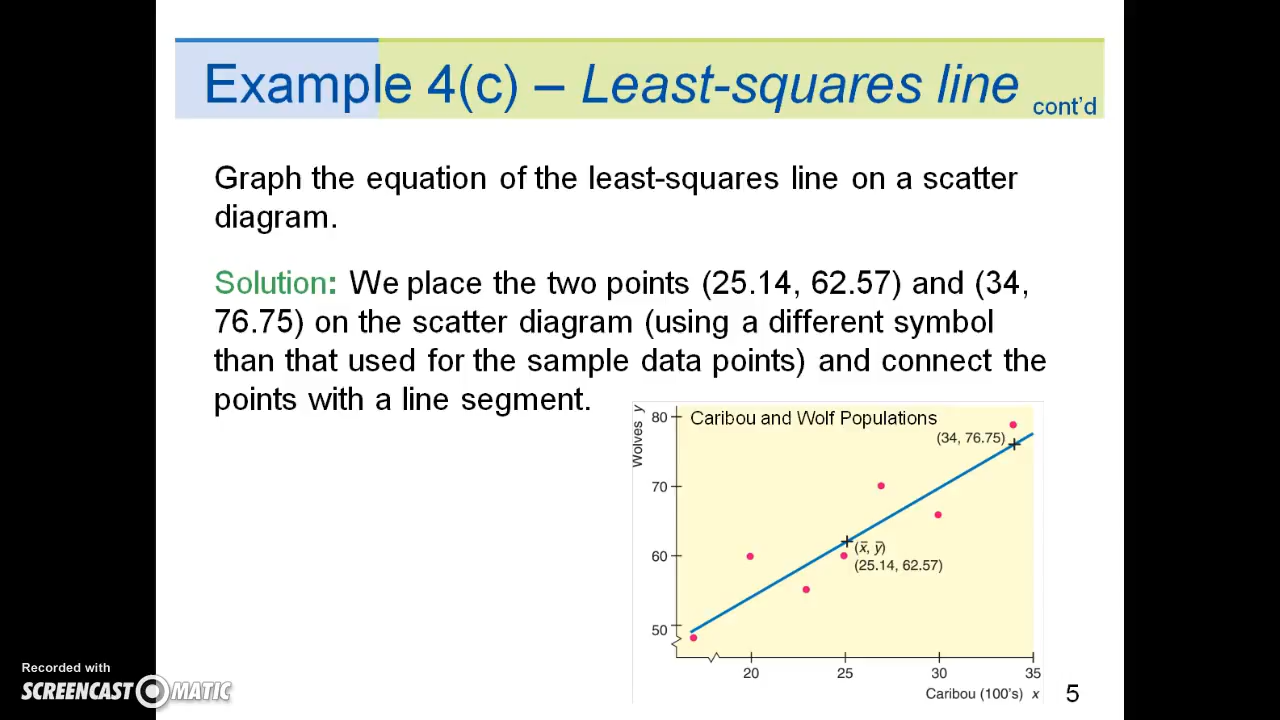 Example 4(c) – Least-squares line cont’d
Graph the equation of the least-squares line on a scatter
diagram.
Solution: We place the two points (25.14, 62.57) and (34,
76.75) on the scatter diagram (using a different symbol
than that used for the sample data points) and connect the
points with a line segment.
Caribou and Wolf Populations
Wolves y
80
70
60
50
(34, 76.75)
(x̅, y̅)
(25.14, 62.57)
20 25 30 35
Caribou (100’s) x
5
Recorded with
SCREENCAST MATIC